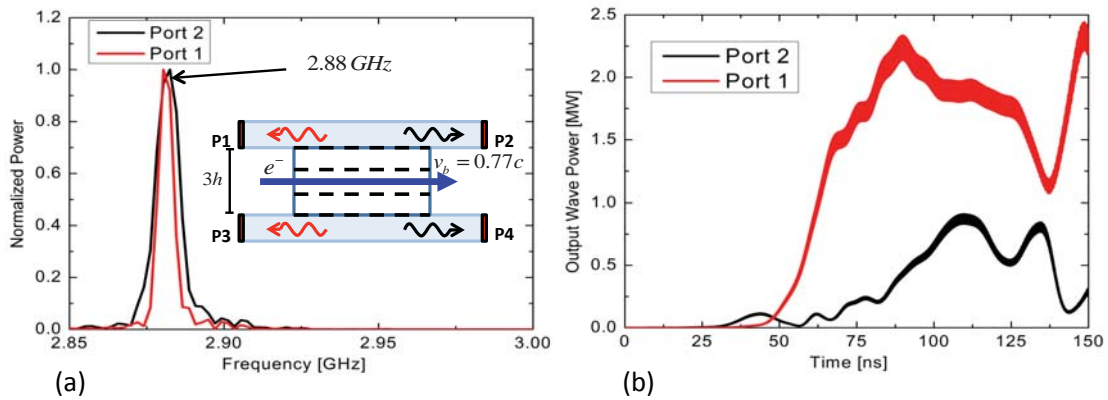 1.2
1.0
0.8
0.6
0.4
0.2
0.0
Normalized Power
Port 2
Port 1
2.88 GHz
P1
P2
e⁻
v_b = 0.77c
3h
P3
P4
2.85
2.90
2.95
3.00
Frequency [GHz]
(a)
2.5
2.0
1.5
1.0
0.5
0.0
Output Wave Power [MW]
Port 2
Port 1
0
25
50
75
100
125
150
Time [ns]
(b)